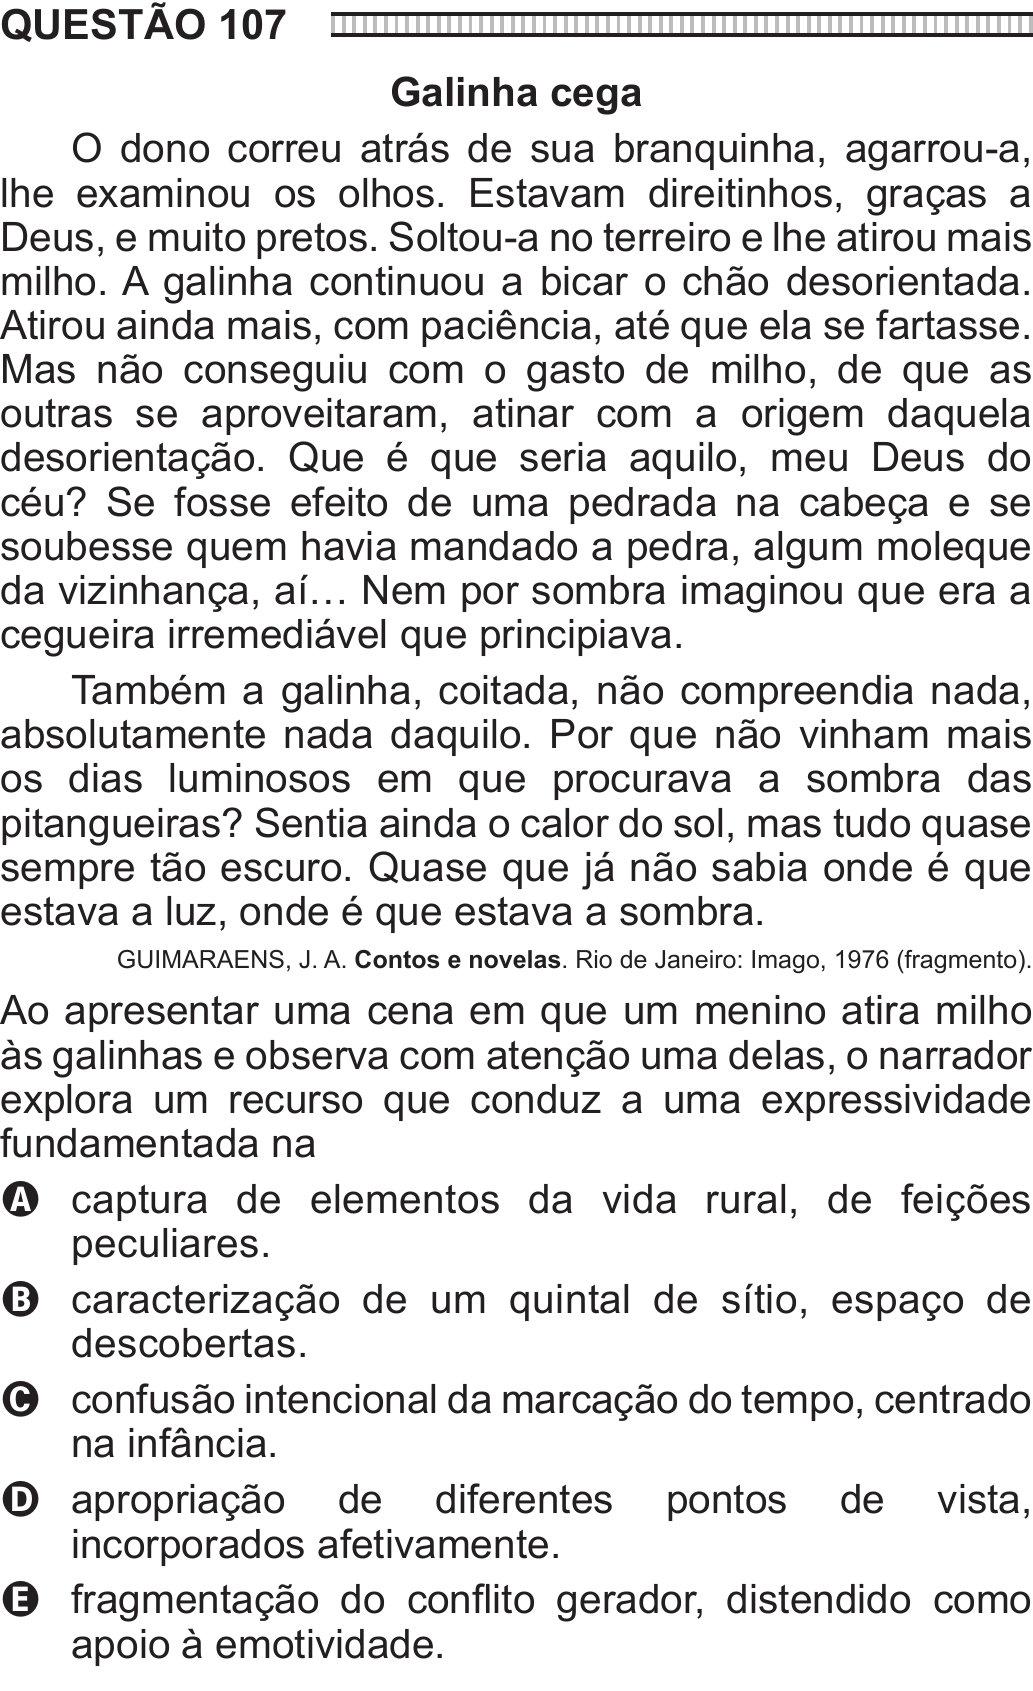 QUESTÃO 107
Galinha cega
O dono correu atrás de sua branquinha, agarrou-a,
lhe examinou os olhos. Estavam direitinhos, graças a
Deus, e muito pretos. Soltou-a no terreiro e lhe atirou mais
milho. A galinha continuou a bicar o chão desorientada.
Atirou ainda mais, com paciência, até que ela se fartasse.
Mas não conseguiu com o gasto de milho, de que as
outras se aproveitaram, atinar com a origem daquela
desorientação. Que é que seria aquilo, meu Deus do
céu? Se fosse efeito de uma pedrada na cabeça e se
soubesse quem havia mandado a pedra, algum moleque
da vizinhança, aí… Nem por sombra imaginou que era a
cegueira irremediável que principiava.
Também a galinha, coitada, não compreendia nada,
absolutamente nada daquilo. Por que não vinham mais
os dias luminosos em que procurava a sombra das
pitangueiras? Sentia ainda o calor do sol, mas tudo quase
sempre tão escuro. Quase que já não sabia onde é que
estava a luz, onde é que estava a sombra.
GUIMARAENS, J. A. Contos e novelas. Rio de Janeiro: Imago, 1976 (fragmento).
Ao apresentar uma cena em que um menino atira milho
às galinhas e observa com atenção uma delas, o narrador
explora um recurso que conduz a uma expressividade
fundamentada na
A captura de elementos da vida rural, de feições
peculiares.
B caracterização de um quintal de sítio, espaço de
descobertas.
C confusão intencional da marcação do tempo, centrado
na infância.
D apropriação de diferentes pontos de vista,
incorporados afetivamente.
E fragmentação do conflito gerador, distendido como
apoio à emotividade.